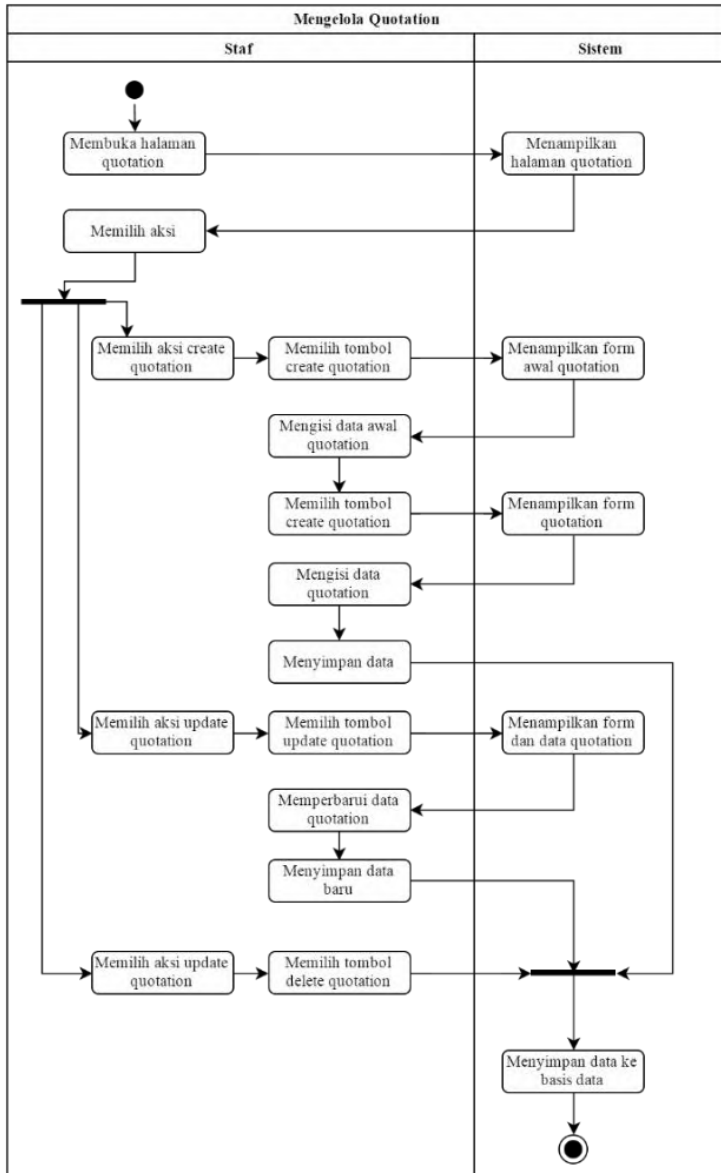 Mengelola Quotation
Staf
Sistem
Membuka halaman
quotation
Menampilkan
halaman quotation
Memilih aksi
Memilih aksi create
quotation
Memilih tombol
create quotation
Menampilkan form
awal quotation
Mengisi data awal
quotation
Memilih tombol
create quotation
Menampilkan form
quotation
Mengisi data
quotation
Menyimpan data
Memilih aksi update
quotation
Memilih tombol
update quotation
Menampilkan form
dan data quotation
Memperbarui data
quotation
Menyimpan data
baru
Memilih aksi update
quotation
Memilih tombol
delete quotation
Menyimpan data ke
basis data